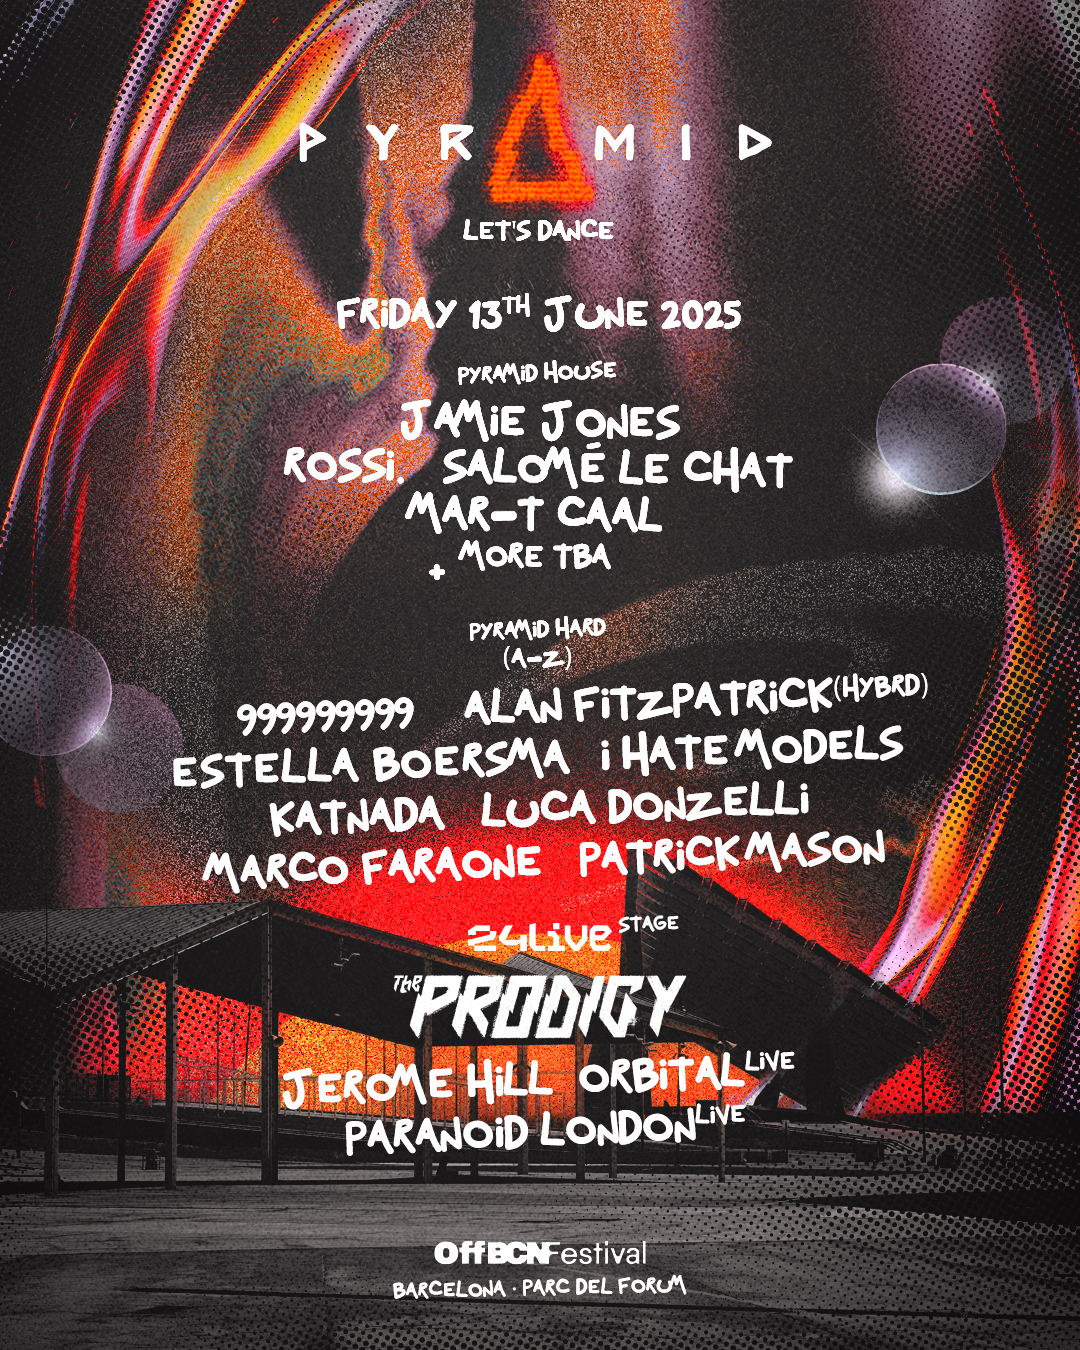 PYRAMID
LET'S DANCE
FRiDAY 13TH JUNE 2025
PYRAMiD HOUSE
JAMiE JONES
ROSSi. SALOMÉ LE CHAT
MAR-T CAAL
+ MORE TBA
PYRAMiD HARD
(A-Z)
999999999 ALAN FiTZPATRiCK (HYBRD)
ESTELLA BOERSMA i HATE MODELS
KATNADA LUCA DONZELLi
MARCO FARAONE PATRiCK MASON
24Live STAGE
The PRODIGY
JEROME HiLL ORBiTAL LiVE
PARANOiD LONDON LiVE
OffBCNFestival
BARCELONA · PARC DEL FORUM